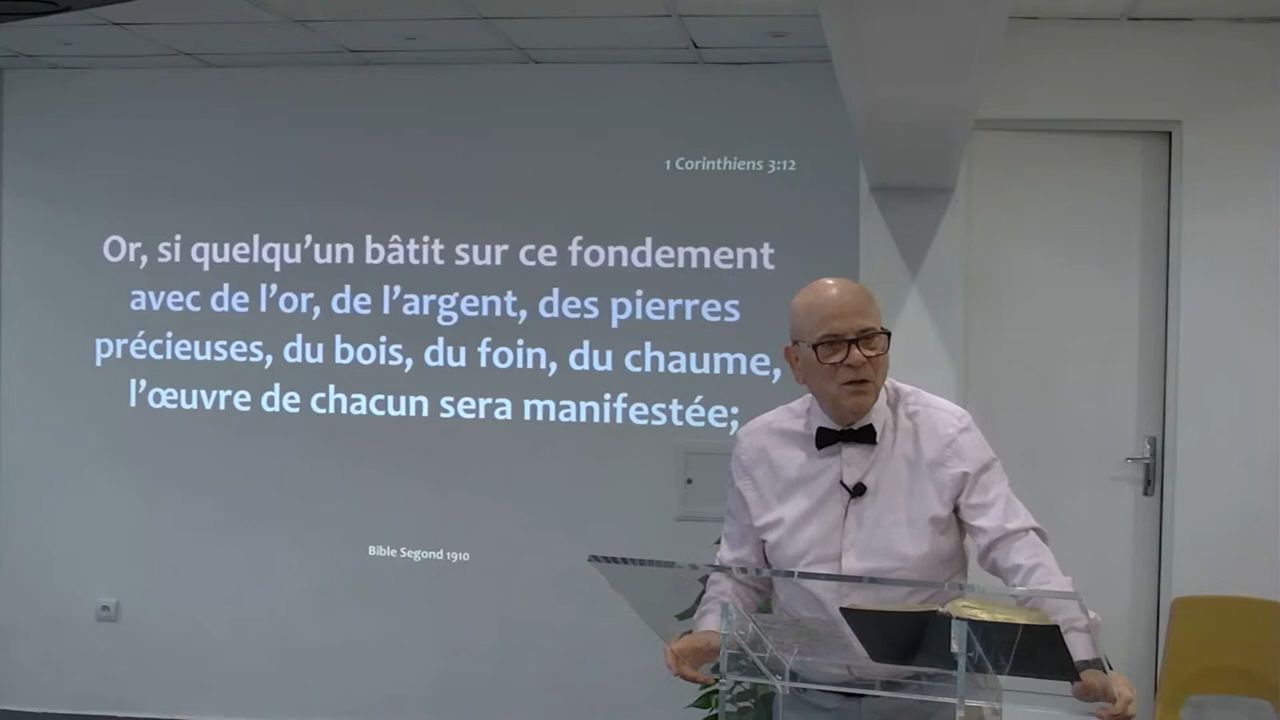 1 Corinthiens 3:12
Or, si quelqu’un bâtit sur ce fondement
avec de l’or, de l’argent, des pierres
précieuses, du bois, du foin, du chaume,
l’œuvre de chacun sera manifestée;
Bible Segond 1910